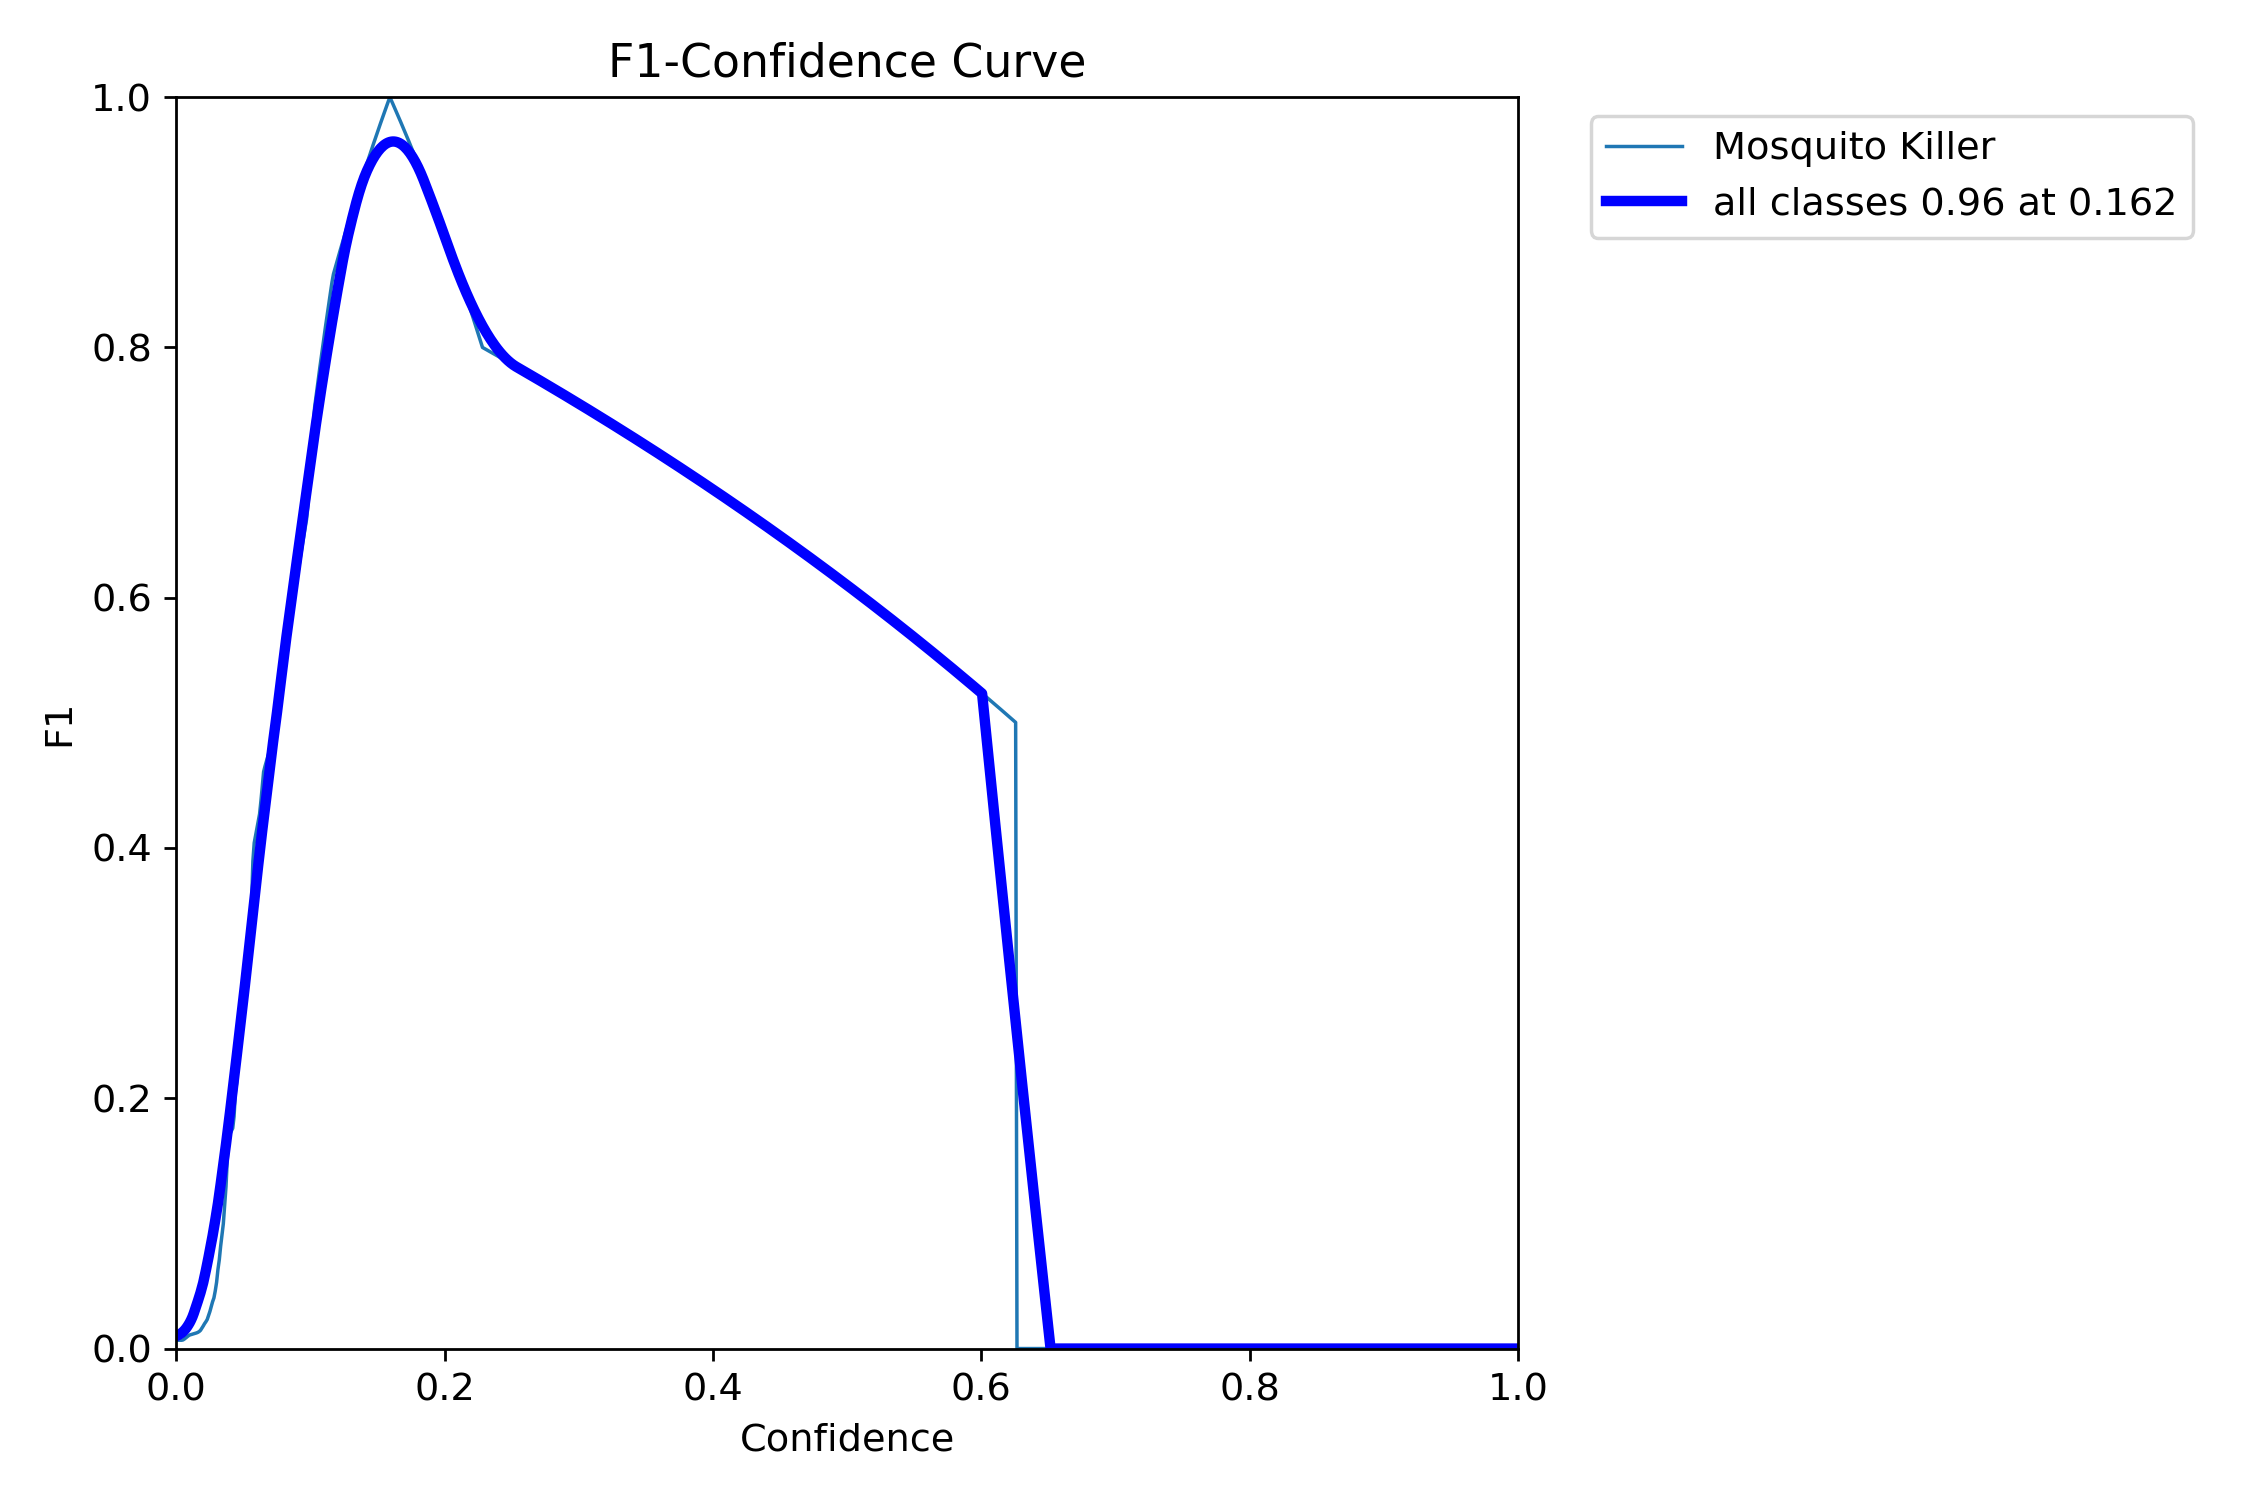 F1-Confidence Curve
1.0
0.8
0.6
0.4
0.2
0.0
F1
0.0 0.2 0.4 0.6 0.8 1.0
Confidence
Mosquito Killer
all classes 0.96 at 0.162